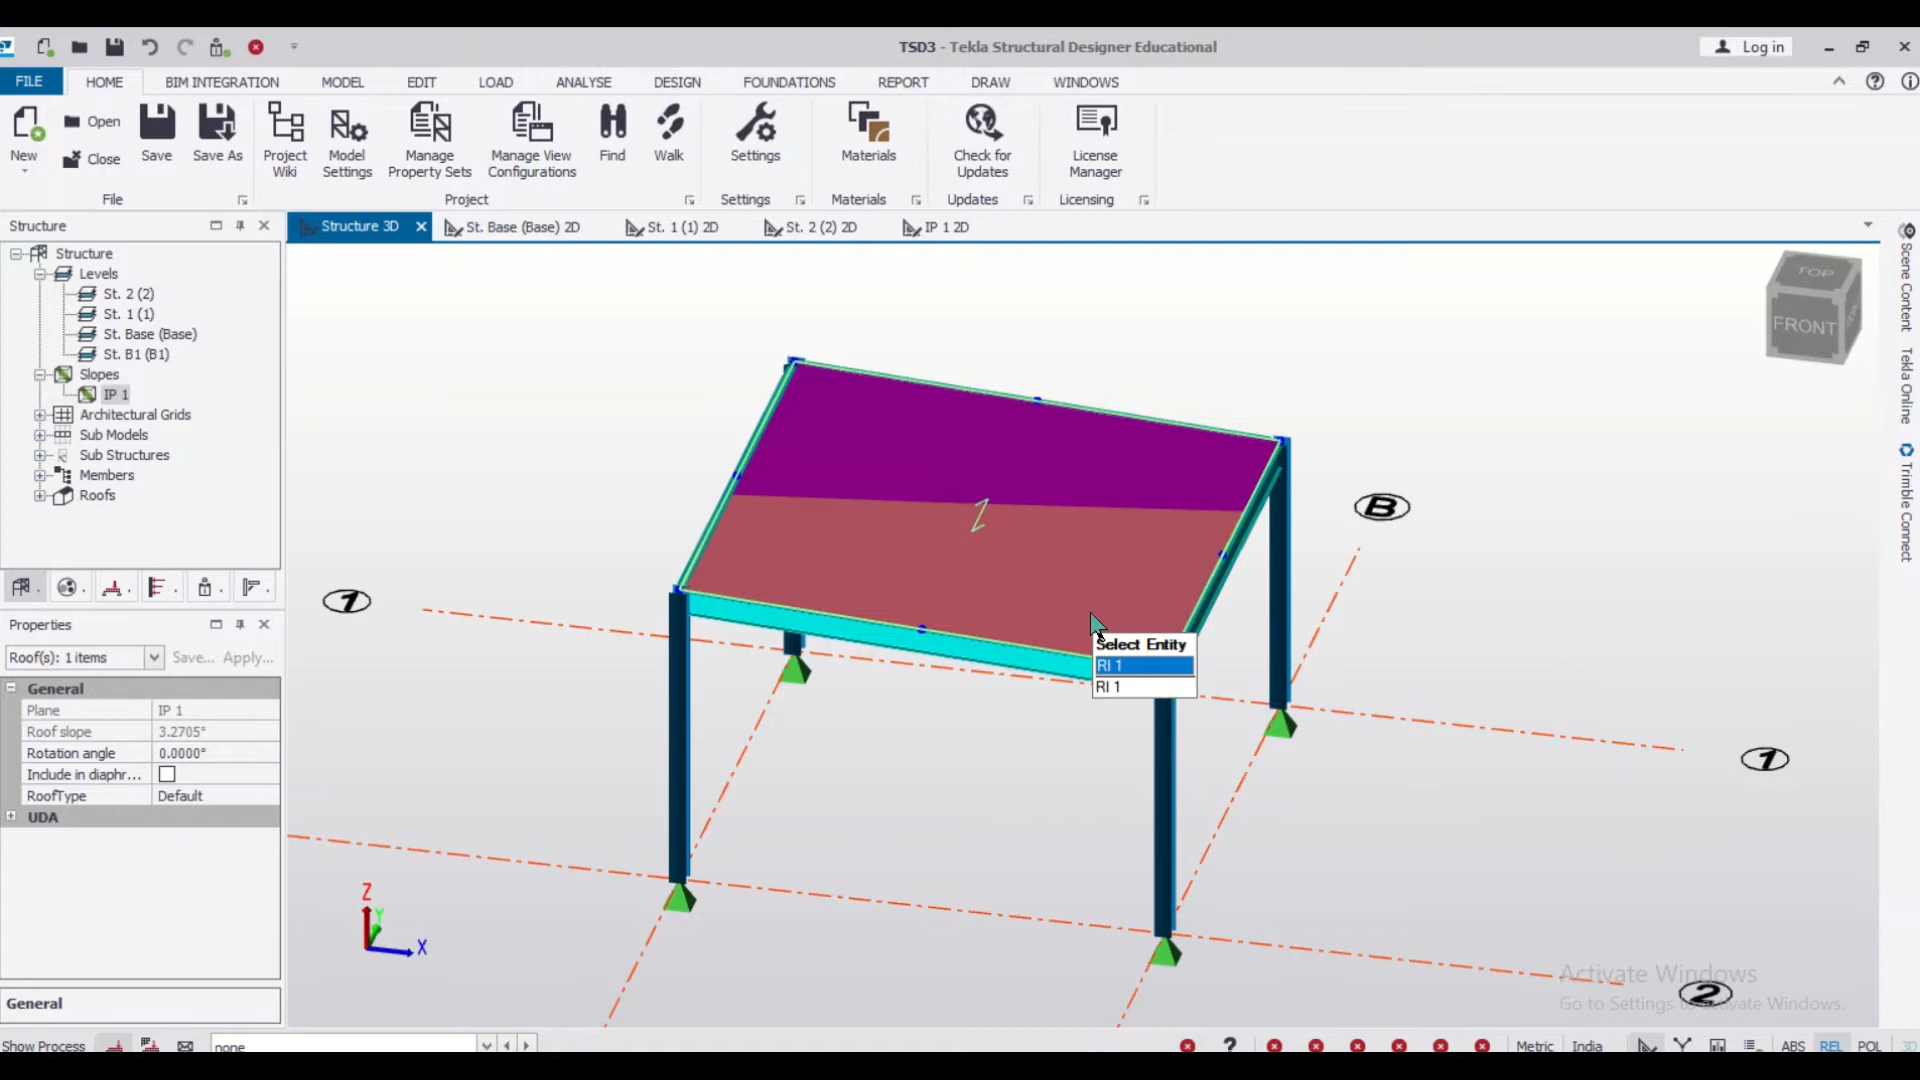 TSD3 - Tekla Structural Designer Educational
Log in
FILE HOME BIM INTEGRATION MODEL EDIT LOAD ANALYSE DESIGN FOUNDATIONS REPORT DRAW WINDOWS
New
Open
Close
Save
Save As
Project Wiki
Model Settings
Manage Property Sets
Manage View Configurations
Find
Walk
Settings
Materials
Check for Updates
License Manager
File
Project
Settings
Materials
Updates
Licensing
Structure
Structure 3D
St. Base (Base) 2D
St. 1 (1) 2D
St. 2 (2) 2D
IP 1 2D
Structure
Levels
St. 2 (2)
St. 1 (1)
St. Base (Base)
St. B1 (B1)
Slopes
IP 1
Architectural Grids
Sub Models
Sub Structures
Members
Roofs
Properties
Roof(s): 1 items
Save... Apply...
General
Plane IP 1
Roof slope 3.2705°
Rotation angle 0.0000°
Include in diaphr...
RoofType Default
UDA
General
TOP
FRONT
B
1
1
2
Select Entity
RI 1
RI 1
Z
Y
X
Scene Content
Tekla Online
Trimble Connect
Activate Windows
Go to Settings to activate Windows.
Show Process
none
Metric India ABS REL POL 3D